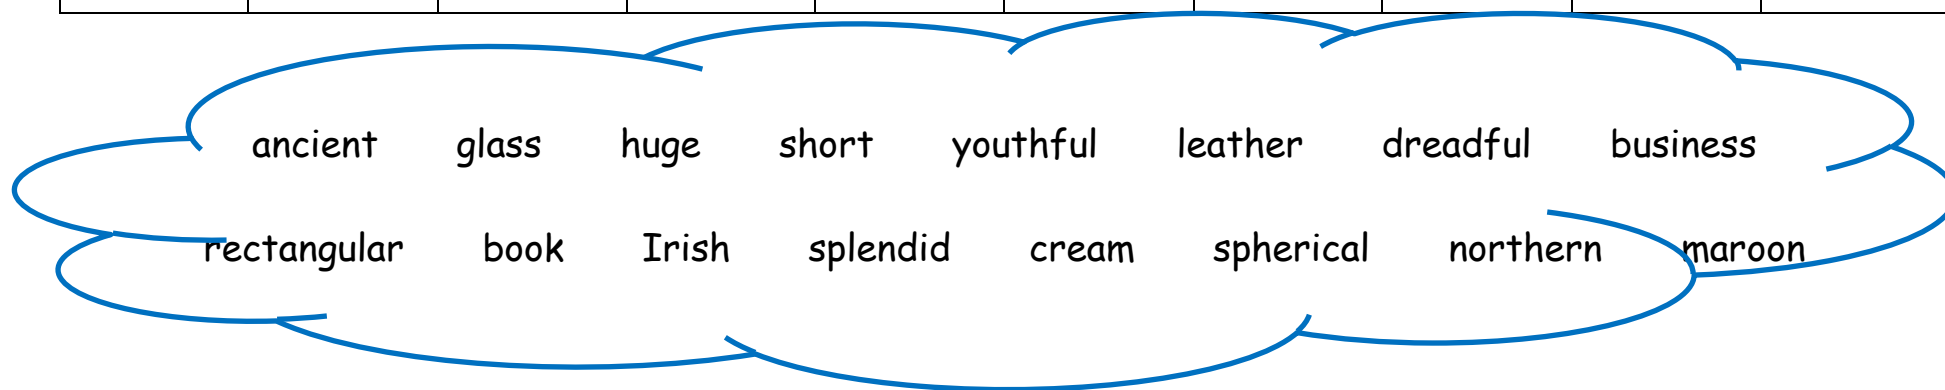 ancient glass huge short youthful leather dreadful business
rectangular book Irish splendid cream spherical northern maroon